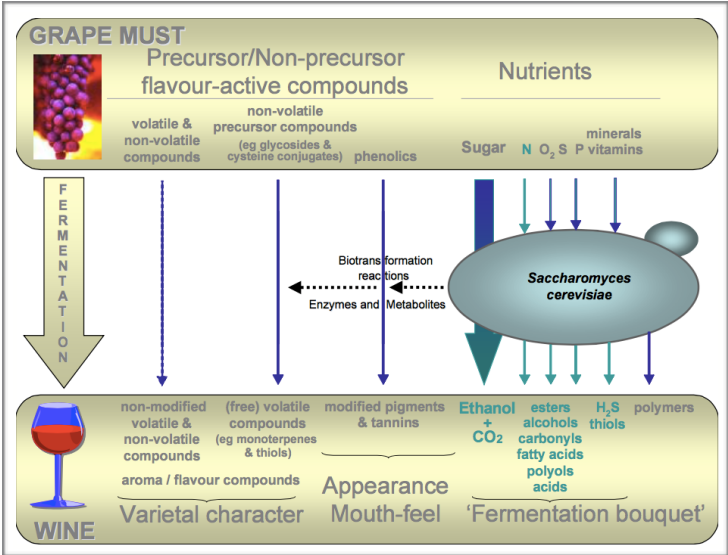 GRAPE MUST
Precursor/Non-precursor
flavour-active compounds
Nutrients
volatile &
non-volatile
compounds
non-volatile
precursor compounds
(eg glycosides &
cysteine conjugates)
phenolics
Sugar
N O2 S P
minerals
vitamins
FERMENTATION
Biotrans formation
reactions
Enzymes and Metabolites
Saccharomyces
cerevisiae
non-modified
volatile &
non-volatile
compounds
(free) volatile
compounds
(eg monoterpenes
& thiols)
modified pigments
& tannins
Ethanol
+
CO2
esters
alcohols
carbonyls
fatty acids
polyols
acids
H2S
thiols
polymers
aroma / flavour compounds
Varietal character
Appearance
Mouth-feel
‘Fermentation bouquet’
WINE